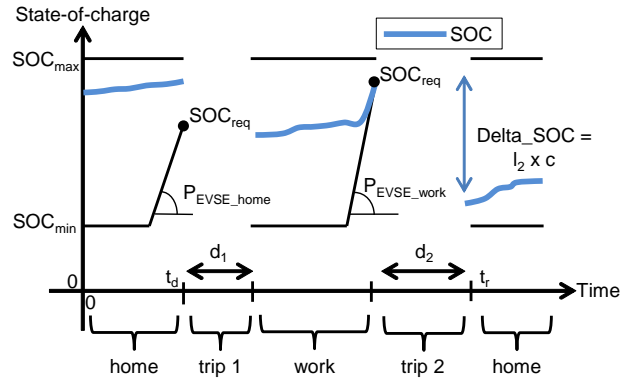 State-of-charge
SOC
SOCmax
SOCreq
SOCreq
Delta_SOC =
l2 x c
PEVSE_home
PEVSE_work
SOCmin
d1
d2
0
td
tr
Time
0
home
trip 1
work
trip 2
home